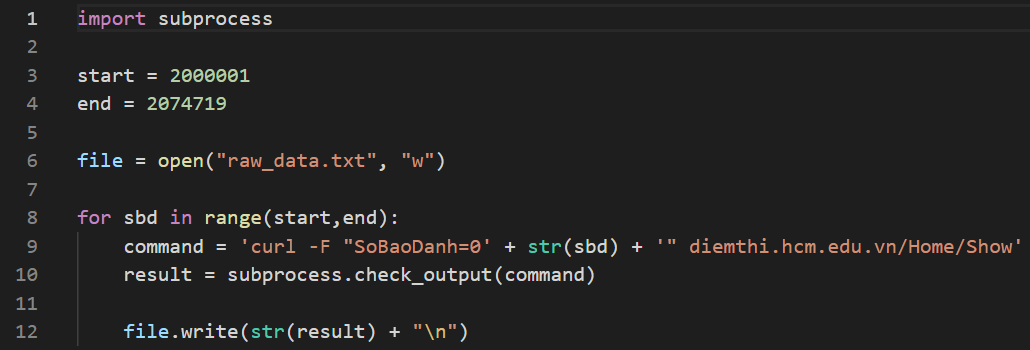 1 import subprocess
2
3 start = 2000001
4 end = 2074719
5
6 file = open("raw_data.txt", "w")
7
8 for sbd in range(start,end):
9     command = 'curl -F "SoBaoDanh=0' + str(sbd) + '" diemthi.hcm.edu.vn/Home/Show'
10     result = subprocess.check_output(command)
11
12     file.write(str(result) + "\n")